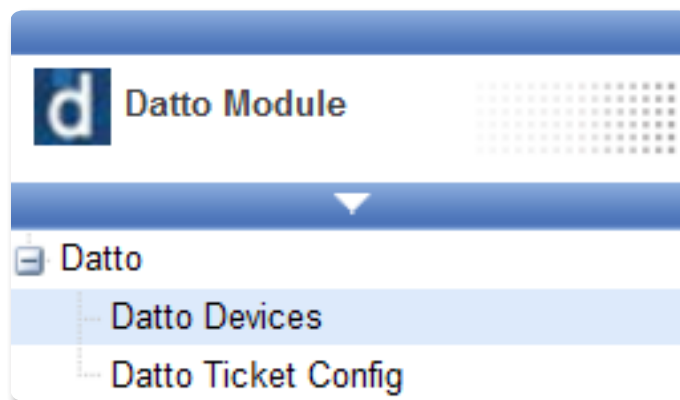 d
Datto Module
Datto
Datto Devices
Datto Ticket Config